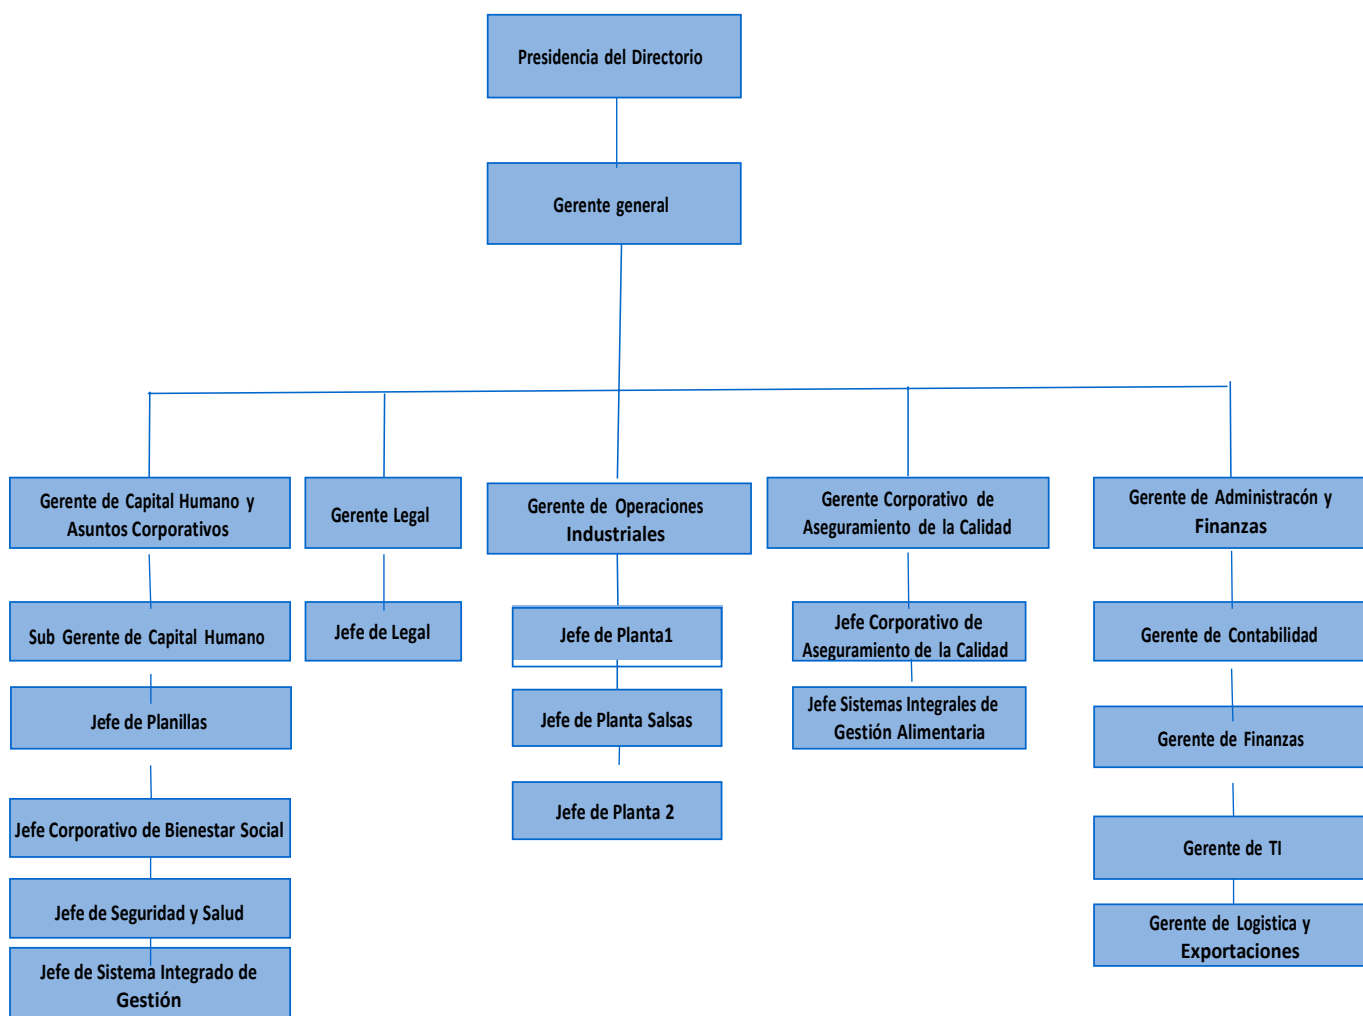 Presidencia del Directorio
Gerente general
Gerente de Capital Humano y
Asuntos Corporativos
Gerente Legal
Gerente de Operaciones
Industriales
Gerente Corporativo de
Aseguramiento de la Calidad
Gerente de Administracón y
Finanzas
Sub Gerente de Capital Humano
Jefe de Legal
Jefe de Planta1
Jefe Corporativo de
Aseguramiento de la Calidad
Gerente de Contabilidad
Jefe de Planillas
Jefe de Planta Salsas
Jefe Sistemas Integrales de
Gestión Alimentaria
Gerente de Finanzas
Jefe Corporativo de Bienestar Social
Jefe de Planta 2
Gerente de TI
Jefe de Seguridad y Salud
Gerente de Logistica y
Exportaciones
Jefe de Sistema Integrado de
Gestión